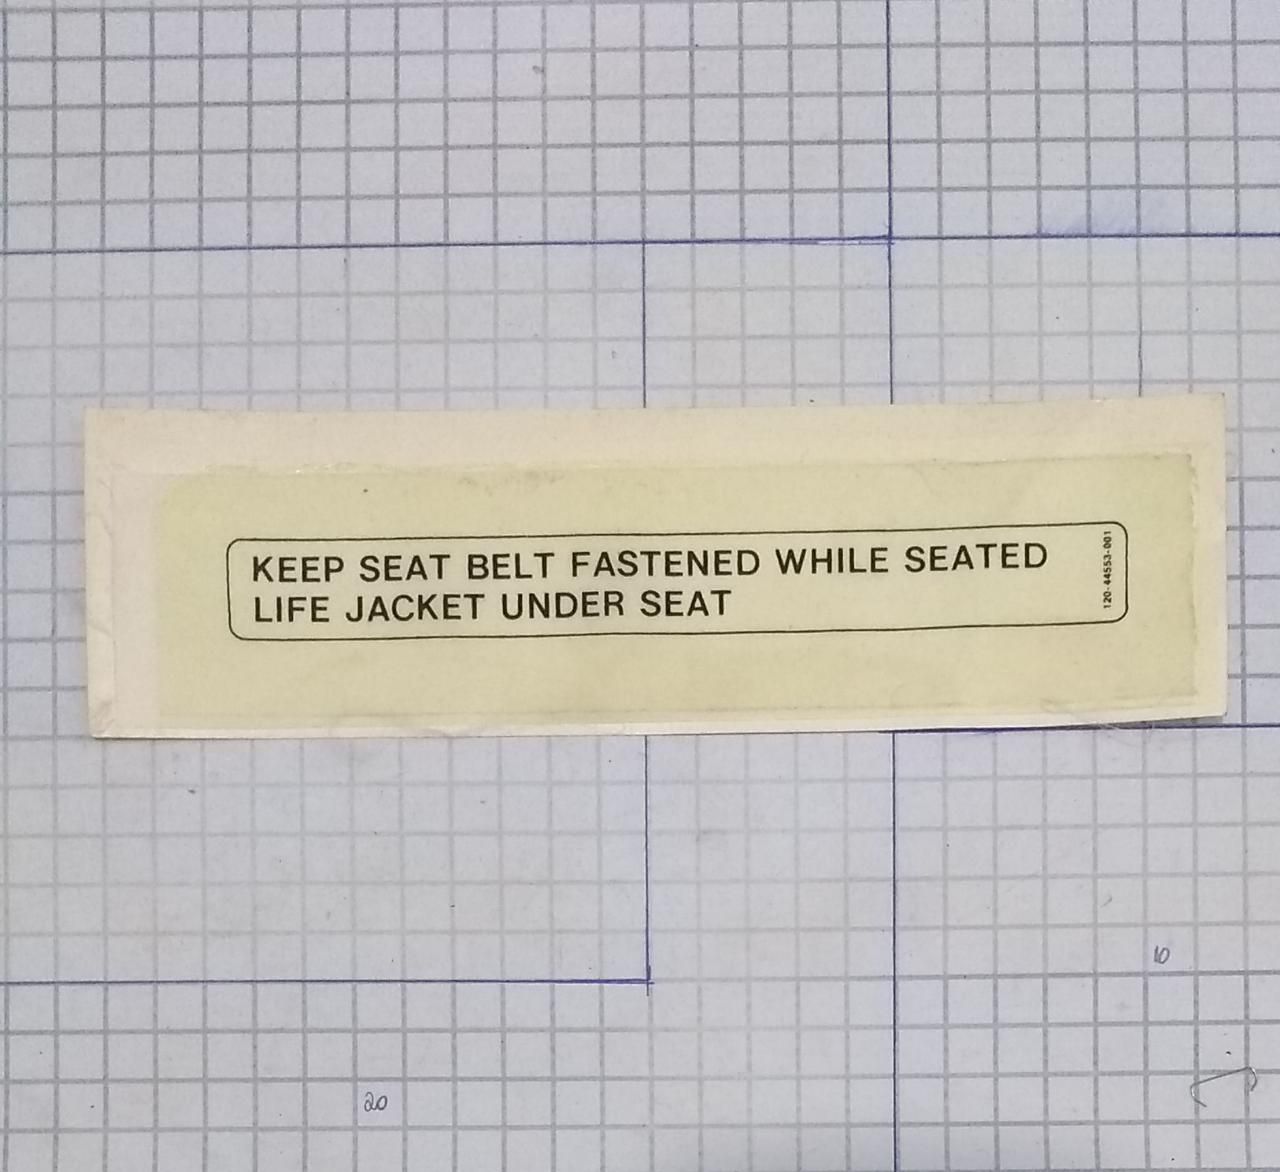 KEEP SEAT BELT FASTENED WHILE SEATED
LIFE JACKET UNDER SEAT
120-44553-001
10
20